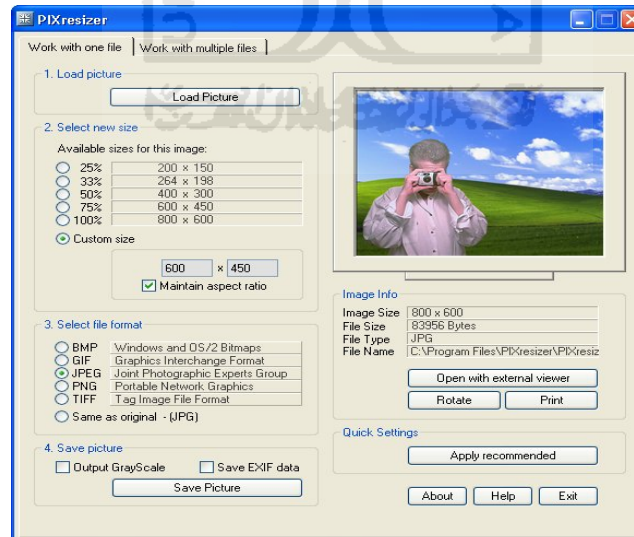 PIXresizer
Work with one file
Work with multiple files
1. Load picture
Load Picture
2. Select new size
Available sizes for this image:
25% 200 x 150
33% 264 x 198
50% 400 x 300
75% 600 x 450
100% 800 x 600
Custom size
600 x 450
Maintain aspect ratio
3. Select file format
BMP Windows and OS/2 Bitmaps
GIF Graphics Interchange Format
JPEG Joint Photographic Experts Group
PNG Portable Network Graphics
TIFF Tag Image File Format
Same as original - (JPG)
4. Save picture
Output GrayScale Save EXIF data
Save Picture
Image Info
Image Size 800 x 600
File Size 83956 Bytes
File Type JPG
File Name C:\Program Files\PIXresizer\PIXresiz
Open with external viewer
Rotate Print
Quick Settings
Apply recommended
About Help Exit